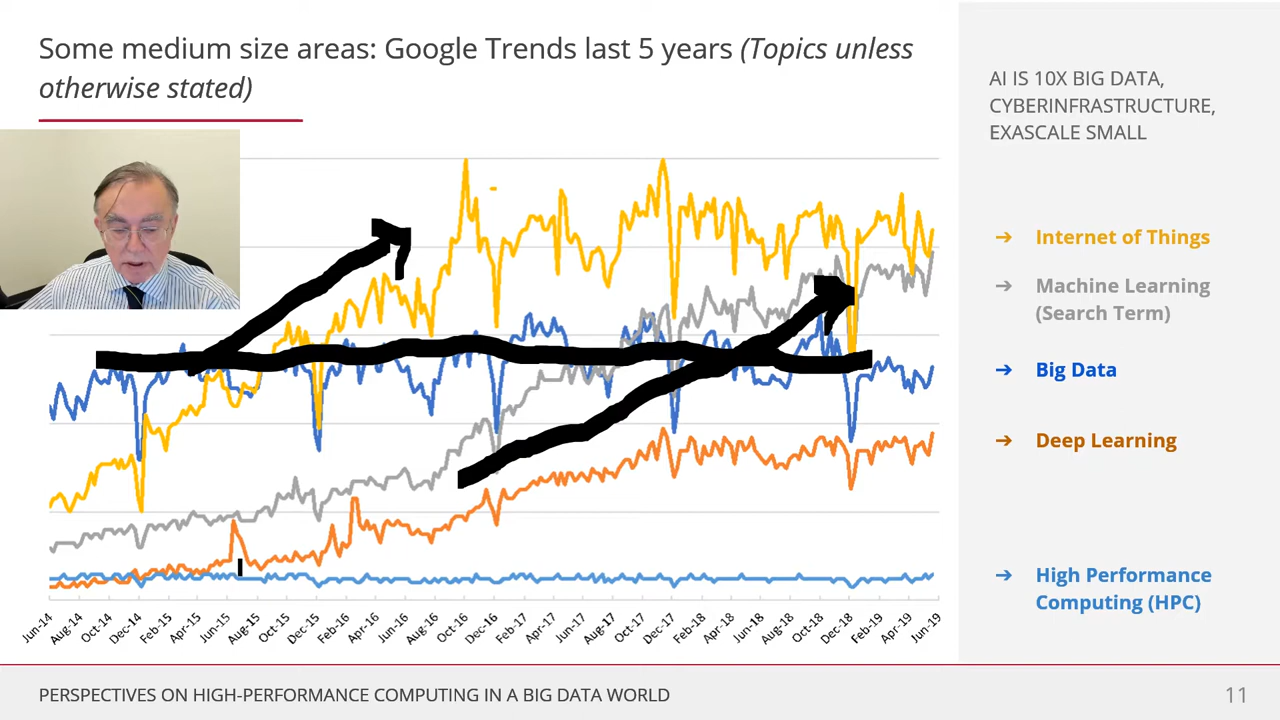 Some medium size areas: Google Trends last 5 years (Topics unless
otherwise stated)
AI IS 10X BIG DATA,
CYBERINFRASTRUCTURE,
EXASCALE SMALL
→ Internet of Things
→ Machine Learning
(Search Term)
→ Big Data
→ Deep Learning
→ High Performance
Computing (HPC)
Jun-14 Aug-14 Oct-14 Dec-14 Feb-15 Apr-15 Jun-15 Aug-15 Oct-15 Dec-15 Feb-16 Apr-16 Jun-16 Aug-16 Oct-16 Dec-16 Feb-17 Apr-17 Jun-17 Aug-17 Oct-17 Dec-17 Feb-18 Apr-18 Jun-18 Aug-18 Oct-18 Dec-18 Feb-19 Apr-19 Jun-19
PERSPECTIVES ON HIGH-PERFORMANCE COMPUTING IN A BIG DATA WORLD
11